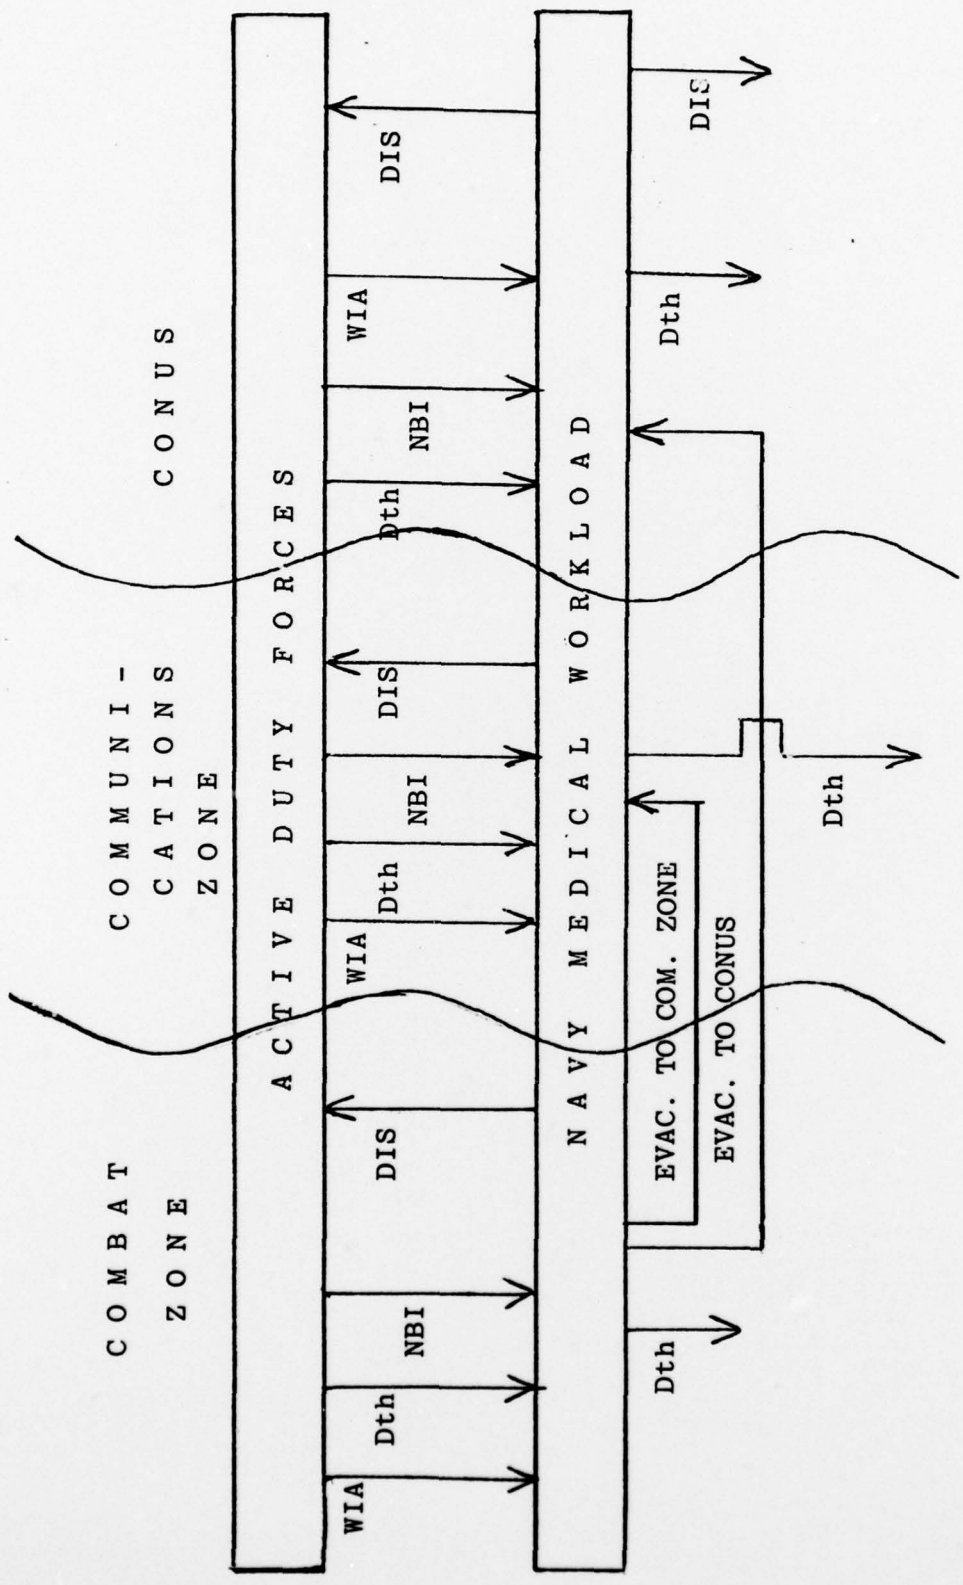 COMBAT
ZONE
COMMUNI-
CATIONS
ZONE
CONUS
ACTIVE DUTY FORCES
WIA
Dth
NBI
DIS
WIA
Dth
NBI
DIS
Dth
NBI
WIA
DIS
NAVY MEDICAL WORKLOAD
Dth
EVAC. TO COM. ZONE
EVAC. TO CONUS
Dth
Dth
DIS